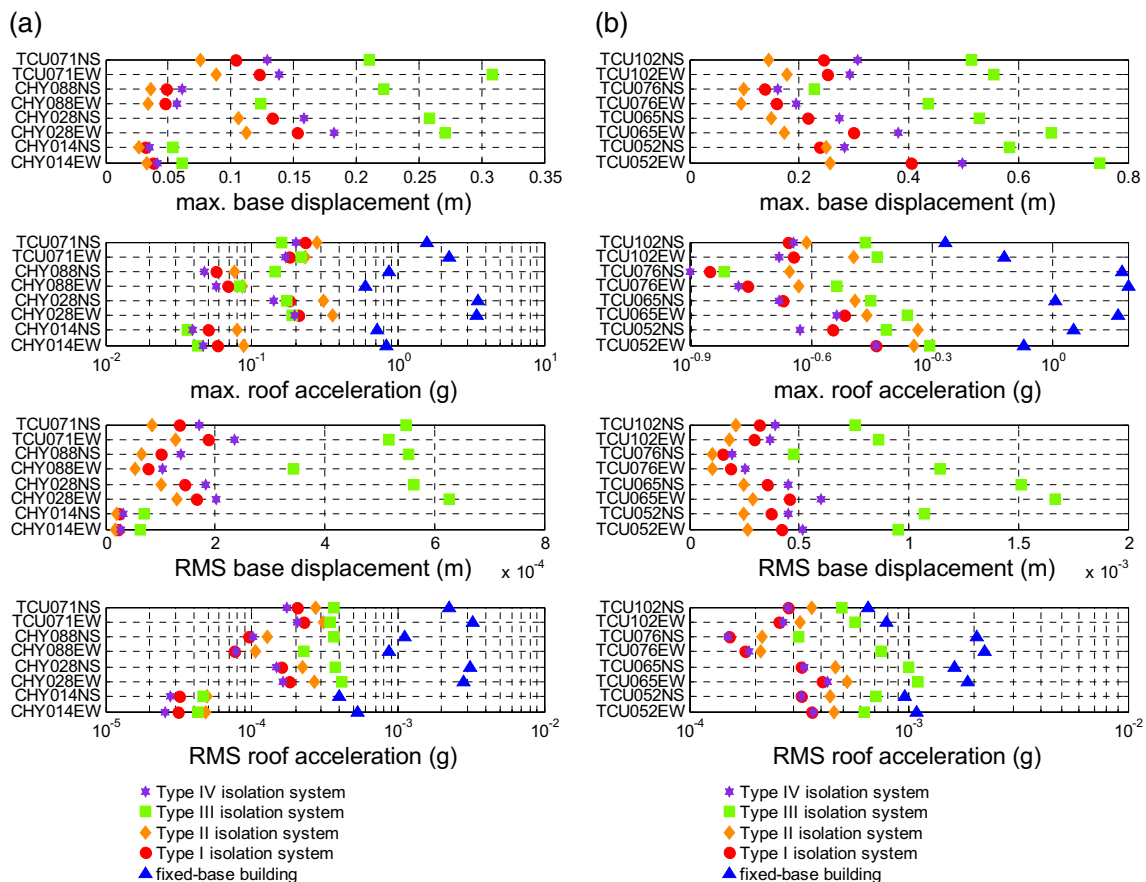 (a)
TCU071NS
TCU071EW
CHY088NS
CHY088EW
CHY028NS
CHY028EW
CHY014NS
CHY014EW
0 0.05 0.1 0.15 0.2 0.25 0.3 0.35
max. base displacement (m)
TCU071NS
TCU071EW
CHY088NS
CHY088EW
CHY028NS
CHY028EW
CHY014NS
CHY014EW
10^-2 10^-1 10^0 10^1
max. roof acceleration (g)
TCU071NS
TCU071EW
CHY088NS
CHY088EW
CHY028NS
CHY028EW
CHY014NS
CHY014EW
0 2 4 6 8
RMS base displacement (m) x 10^-4
TCU071NS
TCU071EW
CHY088NS
CHY088EW
CHY028NS
CHY028EW
CHY014NS
CHY014EW
10^-5 10^-4 10^-3 10^-2
RMS roof acceleration (g)
Type IV isolation system
Type III isolation system
Type II isolation system
Type I isolation system
fixed-base building
(b)
TCU102NS
TCU102EW
TCU076NS
TCU076EW
TCU065NS
TCU065EW
TCU052NS
TCU052EW
0 0.2 0.4 0.6 0.8
max. base displacement (m)
TCU102NS
TCU102EW
TCU076NS
TCU076EW
TCU065NS
TCU065EW
TCU052NS
TCU052EW
10^-0.9 10^-0.6 10^-0.3 10^0
max. roof acceleration (g)
TCU102NS
TCU102EW
TCU076NS
TCU076EW
TCU065NS
TCU065EW
TCU052NS
TCU052EW
0 0.5 1 1.5 2
RMS base displacement (m) x 10^-3
TCU102NS
TCU102EW
TCU076NS
TCU076EW
TCU065NS
TCU065EW
TCU052NS
TCU052EW
10^-4 10^-3 10^-2
RMS roof acceleration (g)
Type IV isolation system
Type III isolation system
Type II isolation system
Type I isolation system
fixed-base building